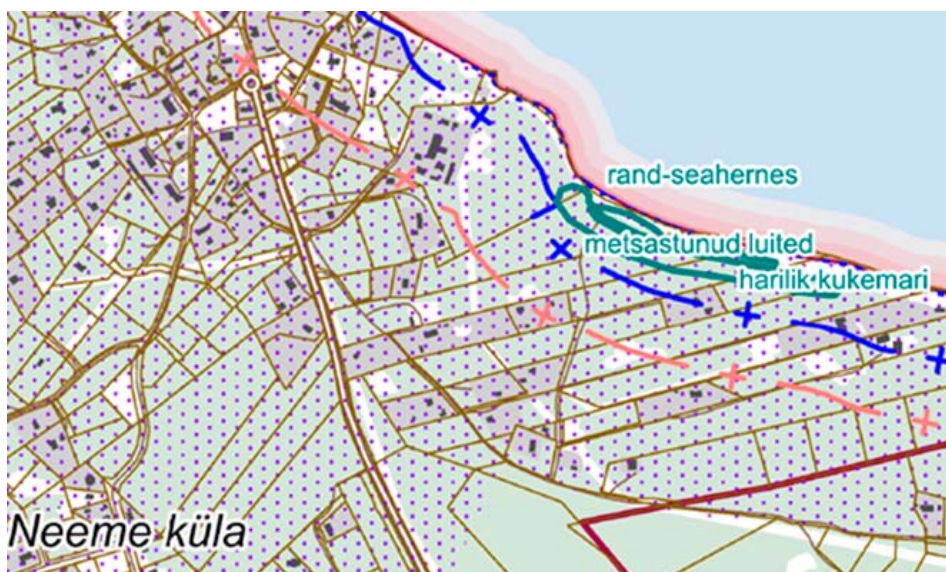 rand-seahernes
metsastunud luited
harilik kukemari
Neeme küla